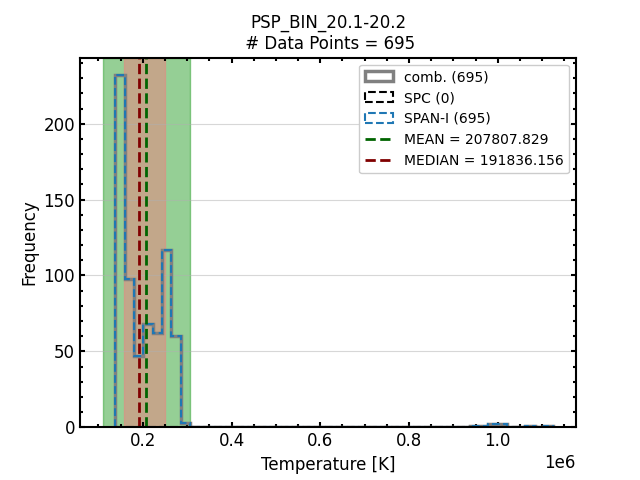 PSP_BIN_20.1-20.2
# Data Points = 695
comb. (695)
SPC (0)
SPAN-I (695)
MEAN = 207807.829
MEDIAN = 191836.156
Frequency
200
150
100
50
0
0.2 0.4 0.6 0.8 1.0
1e6
Temperature [K]